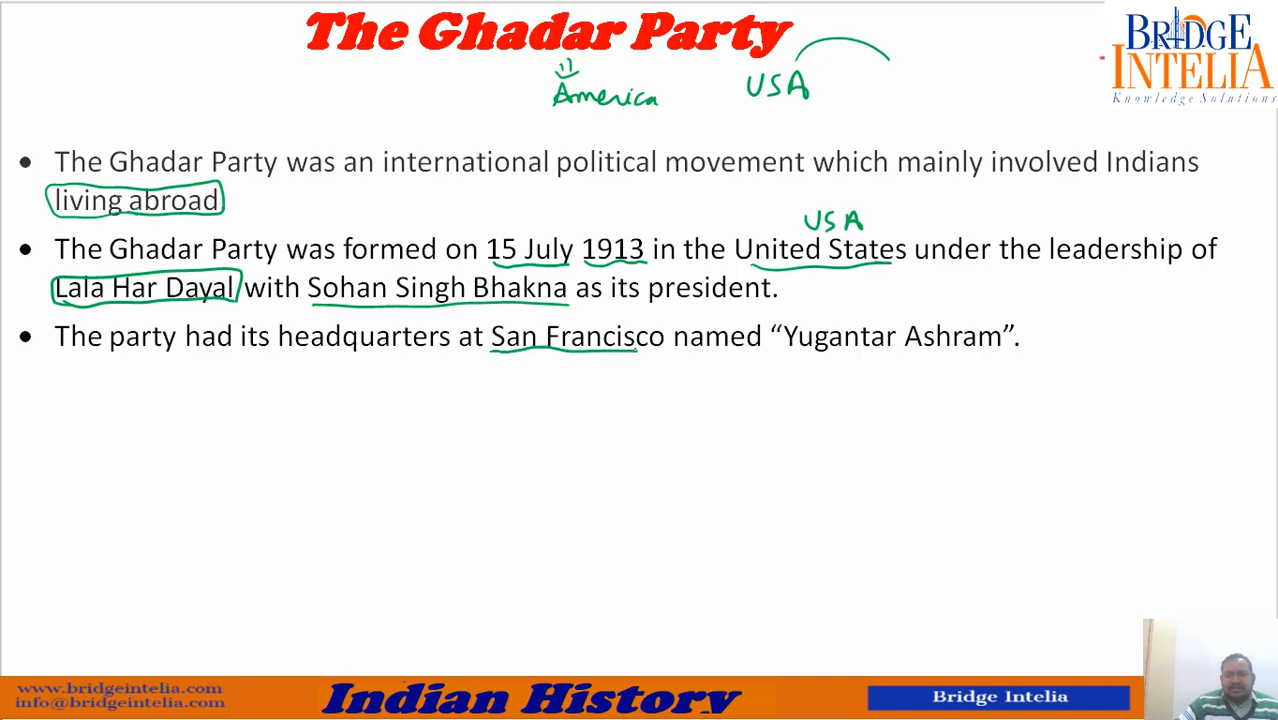 The Ghadar Party
BRIDGE
INTELIA
Knowledge Solutions
America
USA
• The Ghadar Party was an international political movement which mainly involved Indians
living abroad
USA
• The Ghadar Party was formed on 15 July 1913 in the United States under the leadership of
Lala Har Dayal with Sohan Singh Bhakna as its president.
• The party had its headquarters at San Francisco named “Yugantar Ashram”.
www.bridgeintelia.com
info@bridgeintelia.com
Indian History
Bridge Intelia